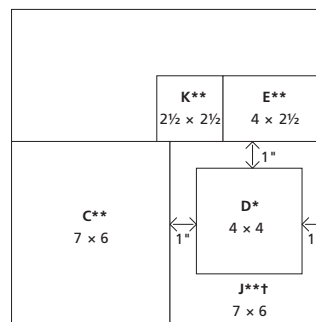 K** E**
2½ × 2½ 4 × 2½
1"
C** D*
7 × 6 4 × 4
1" 1
J**†
7 × 6